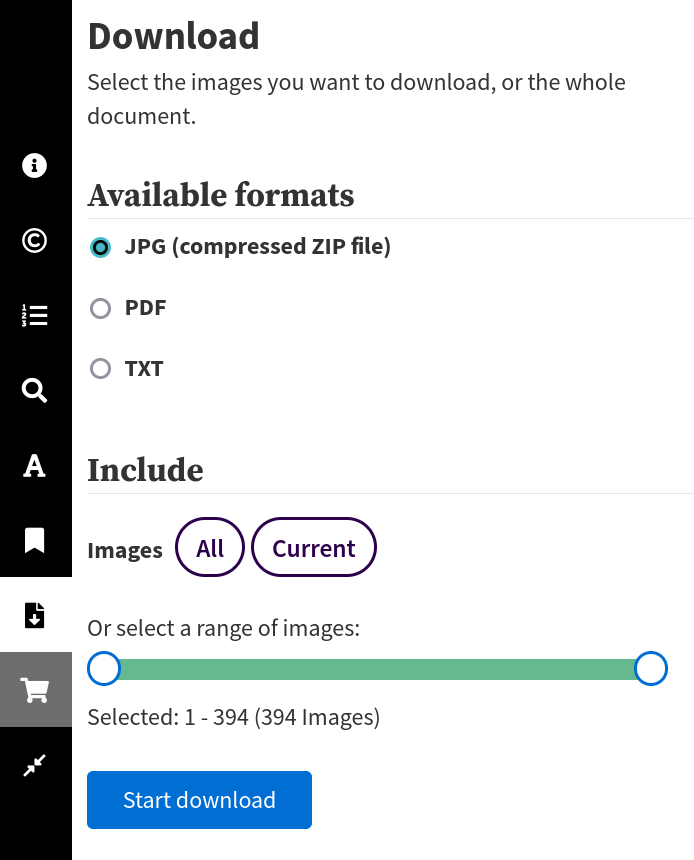 Download
Select the images you want to download, or the whole
document.
Available formats
JPG (compressed ZIP file)
PDF
TXT
Include
Images All Current
Or select a range of images:
Selected: 1 - 394 (394 Images)
Start download